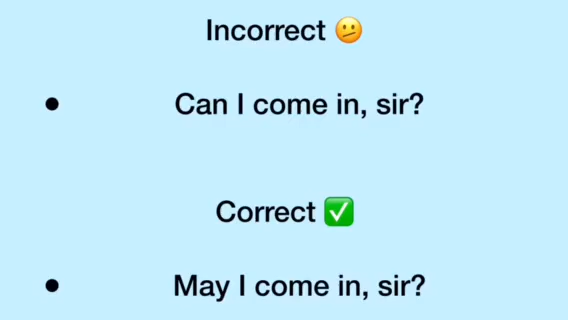 Incorrect 🫤
• Can I come in, sir?
Correct ✅
• May I come in, sir?